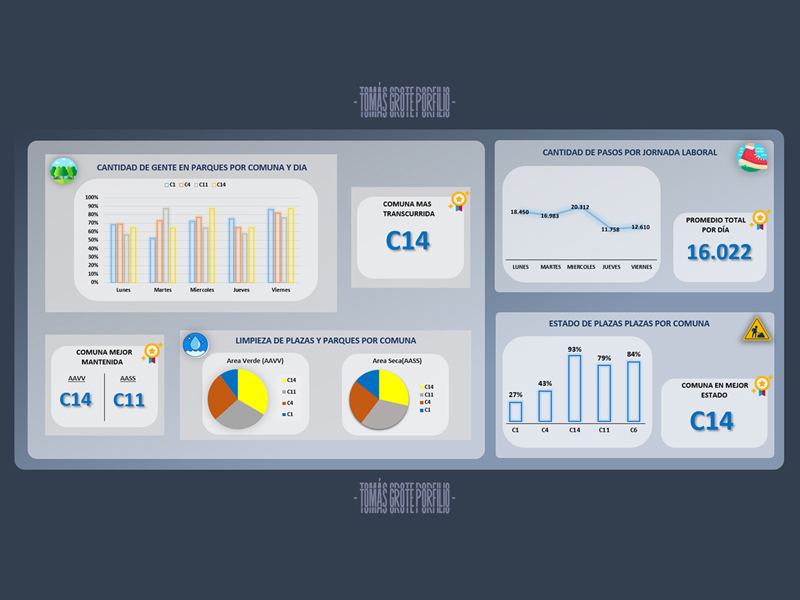 - TOMÁS GROTE PORFILIO -
CANTIDAD DE GENTE EN PARQUES POR COMUNA Y DIA
C1 C4 C11 C14
100%
90%
80%
70%
60%
50%
40%
30%
20%
10%
0%
Lunes Martes Miercoles Jueves Viernes
COMUNA MAS
TRANSCURRIDA
C14
COMUNA MEJOR
MANTENIDA
AAVV AASS
C14 C11
LIMPIEZA DE PLAZAS Y PARQUES POR COMUNA
Area Verde (AAVV)
C14
C11
C4
C1
Area Seca(AASS)
C14
C11
C4
C1
CANTIDAD DE PASOS POR JORNADA LABORAL
18.450 16.983 20.312 11.758 12.610
LUNES MARTES MIERCOLES JUEVES VIERNES
PROMEDIO TOTAL
POR DÍA
16.022
ESTADO DE PLAZAS PLAZAS POR COMUNA
27% 43% 93% 79% 84%
C1 C4 C14 C11 C6
COMUNA EN MEJOR
ESTADO
C14
- TOMÁS GROTE PORFILIO -